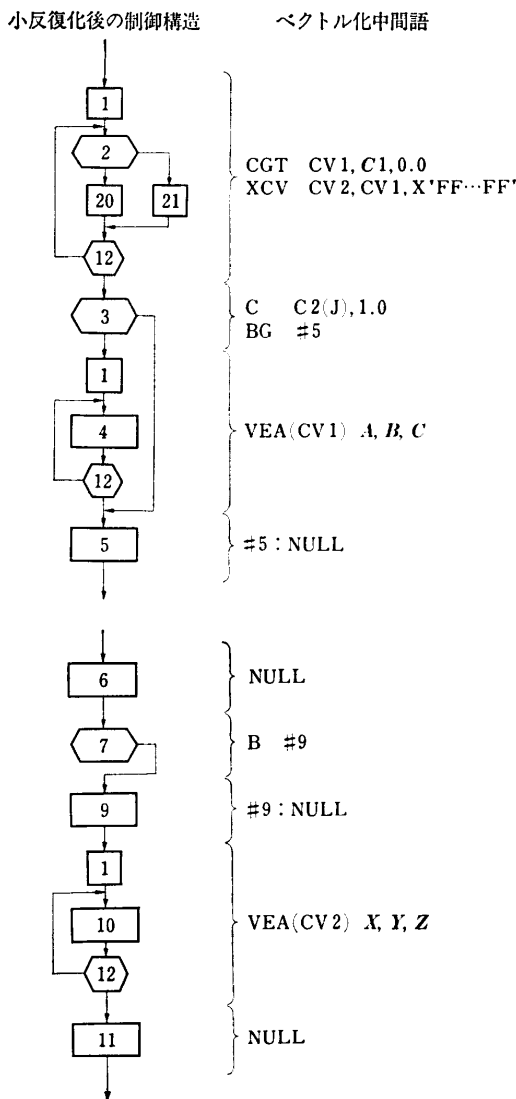 小反復化後の制御構造 ベクトル化中間語
1
2
CGT CV1, C1,0.0
XCV CV2, CV1, X'FF…FF'
20 21
12
3
C C2(J),1.0
BG #5
1
4
VEA(CV1) A, B, C
12
5
#5：NULL
6
NULL
7
B #9
9
#9：NULL
1
10
VEA(CV2) X, Y, Z
12
11
NULL